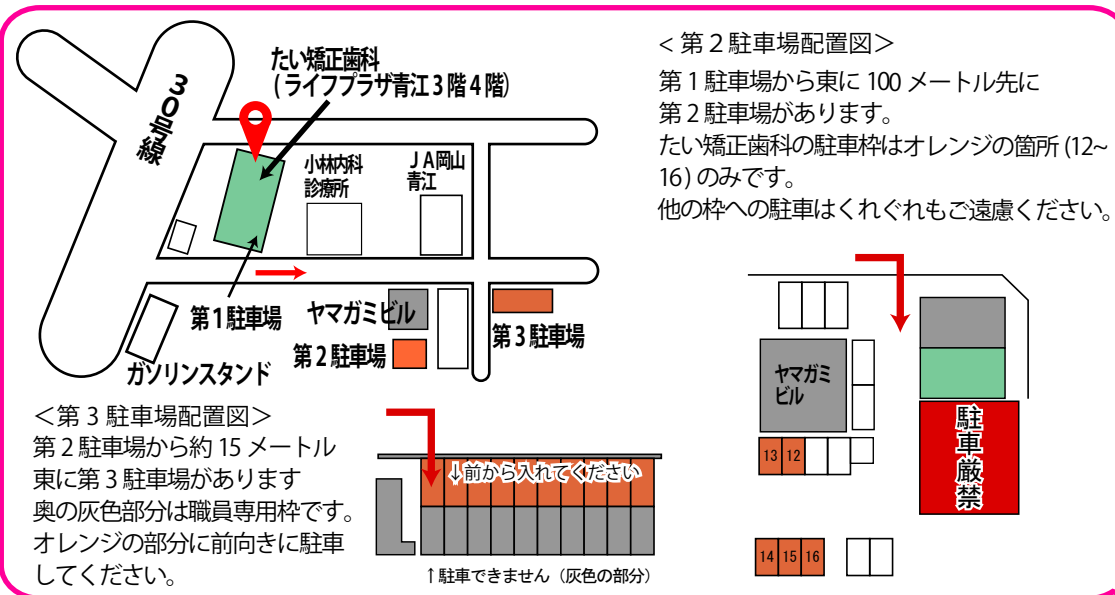 たい矯正歯科
(ライフプラザ青江3階4階)
30号線
小林内科
診療所
JA岡山
青江
第1駐車場
ヤマガミビル
第2駐車場
第3駐車場
ガソリンスタンド
<第2駐車場配置図>
第1駐車場から東に100メートル先に
第2駐車場があります。
たい矯正歯科の駐車枠はオレンジの箇所(12~
16)のみです。
他の枠への駐車はくれぐれもご遠慮ください。
ヤマガミ
ビル
13 12
駐車厳禁
14 15 16
<第3駐車場配置図>
第2駐車場から約15メートル
東に第3駐車場があります
奥の灰色部分は職員専用枠です。
オレンジの部分に前向きに駐車
してください。
↓前から入れてください
↑駐車できません(灰色の部分)